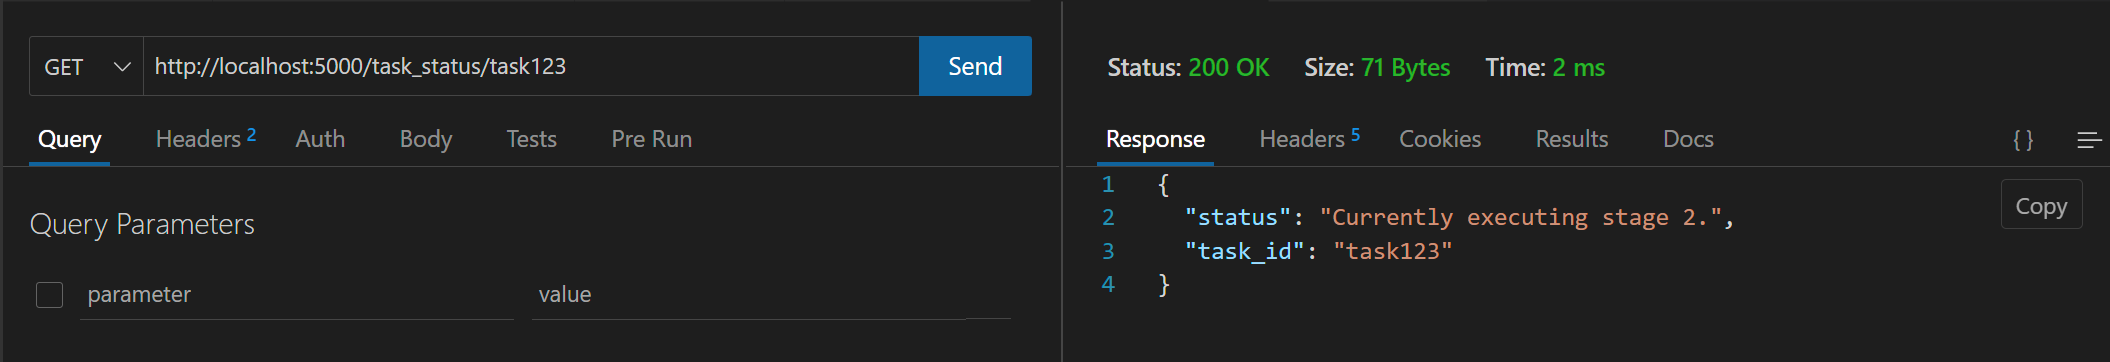 GET http://localhost:5000/task_status/task123 Send
Query Headers 2 Auth Body Tests Pre Run
Query Parameters
parameter value
Status: 200 OK Size: 71 Bytes Time: 2 ms
Response Headers 5 Cookies Results Docs { }
1 {
2 "status": "Currently executing stage 2.",
3 "task_id": "task123"
4 }
Copy